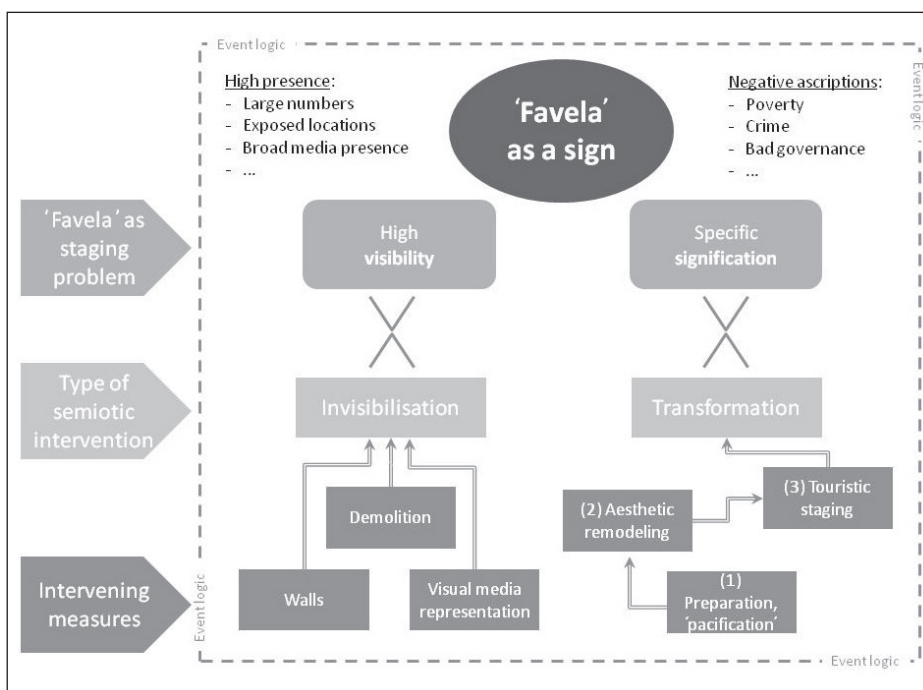 Event logic
Event logic
High presence:
- Large numbers
- Exposed locations
- Broad media presence
- ...
'Favela'
as a sign
Negative ascriptions:
- Poverty
- Crime
- Bad governance
- ...
'Favela' as
staging
problem
High
visibility
Specific
signification
Type of
semiotic
intervention
Invisibilisation
Transformation
Intervening
measures
Walls
Demolition
Visual media
representation
(1)
Preparation,
'pacification'
(2) Aesthetic
remodeling
(3) Touristic
staging
Event logic
Event logic